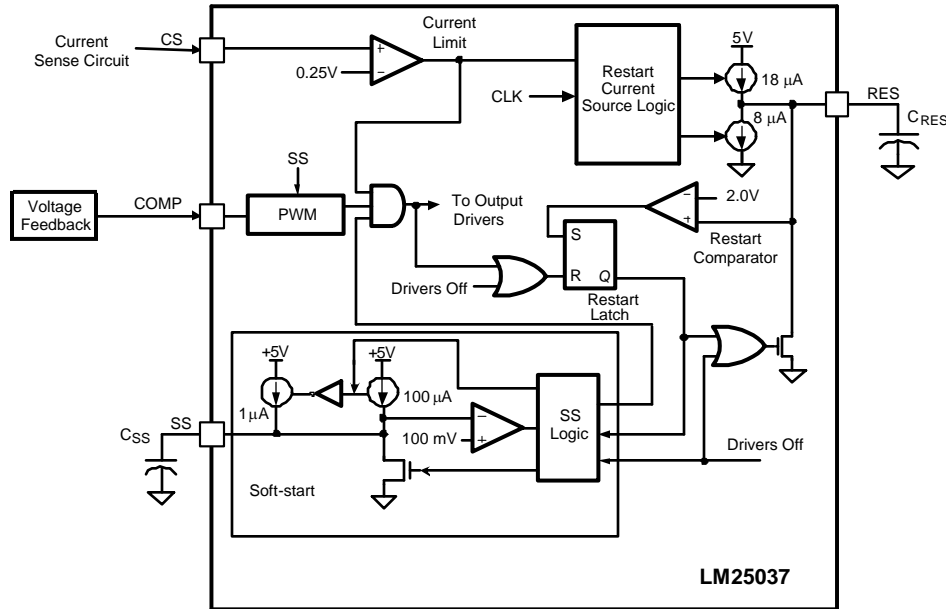 Current
Sense Circuit
CS
0.25V
Current
Limit
CLK
Restart
Current
Source Logic
5V
18 µA
8 µA
RES
CRES
SS
Voltage
Feedback
COMP
PWM
To Output
Drivers
2.0V
Restart
Comparator
S
R Q
Drivers Off
Restart
Latch
+5V
+5V
1µA
100 µA
CSS
SS
100 mV
SS
Logic
Drivers Off
Soft-start
LM25037